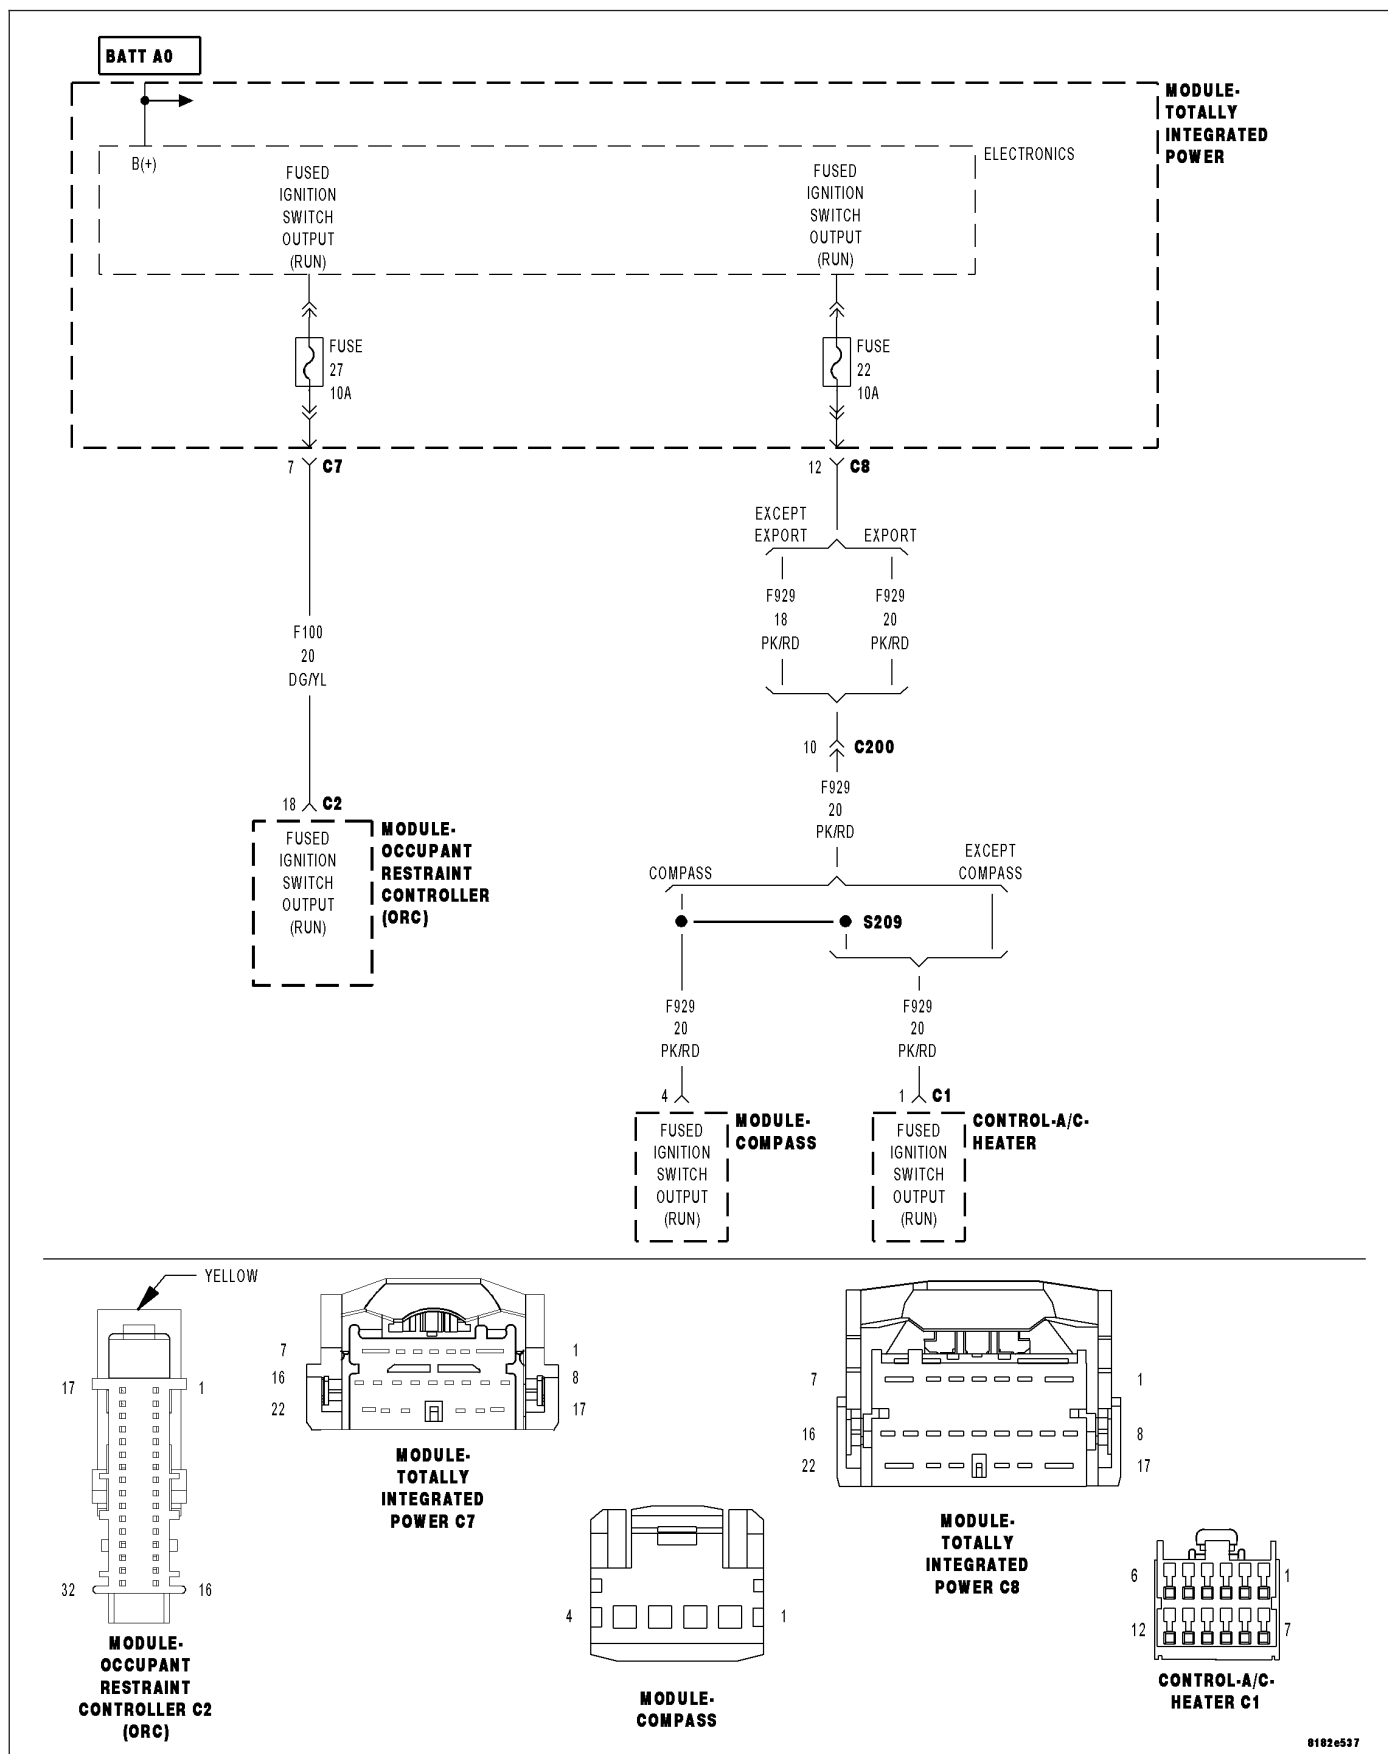 BATT A0
MODULE-
TOTALLY
INTEGRATED
POWER
ELECTRONICS
B(+)
FUSED
IGNITION
SWITCH
OUTPUT
(RUN)
FUSED
IGNITION
SWITCH
OUTPUT
(RUN)
FUSE
27
10A
FUSE
22
10A
7 C7
12 C8
EXCEPT
EXPORT
EXPORT
F929
18
PK/RD
F929
20
PK/RD
F100
20
DG/YL
10 C200
F929
20
PK/RD
18 C2
FUSED
IGNITION
SWITCH
OUTPUT
(RUN)
MODULE-
OCCUPANT
RESTRAINT
CONTROLLER
(ORC)
COMPASS
EXCEPT
COMPASS
S209
F929
20
PK/RD
F929
20
PK/RD
4
1 C1
FUSED
IGNITION
SWITCH
OUTPUT
(RUN)
MODULE-
COMPASS
FUSED
IGNITION
SWITCH
OUTPUT
(RUN)
CONTROL-A/C-
HEATER
YELLOW
17 1
32 16
MODULE-
OCCUPANT
RESTRAINT
CONTROLLER C2
(ORC)
7 1
16 8
22 17
MODULE-
TOTALLY
INTEGRATED
POWER C7
4 1
MODULE-
COMPASS
7 1
16 8
22 17
MODULE-
TOTALLY
INTEGRATED
POWER C8
6 1
12 7
CONTROL-A/C-
HEATER C1
8182e537